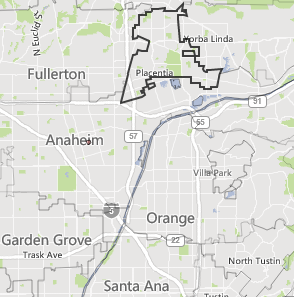 N Euclid St
Yorba Linda
Fullerton
Placentia
91
57
55
Anaheim
Villa Park
5
Orange
Garden Grove
22
Trask Ave
North Tustin
Santa Ana
Tustin